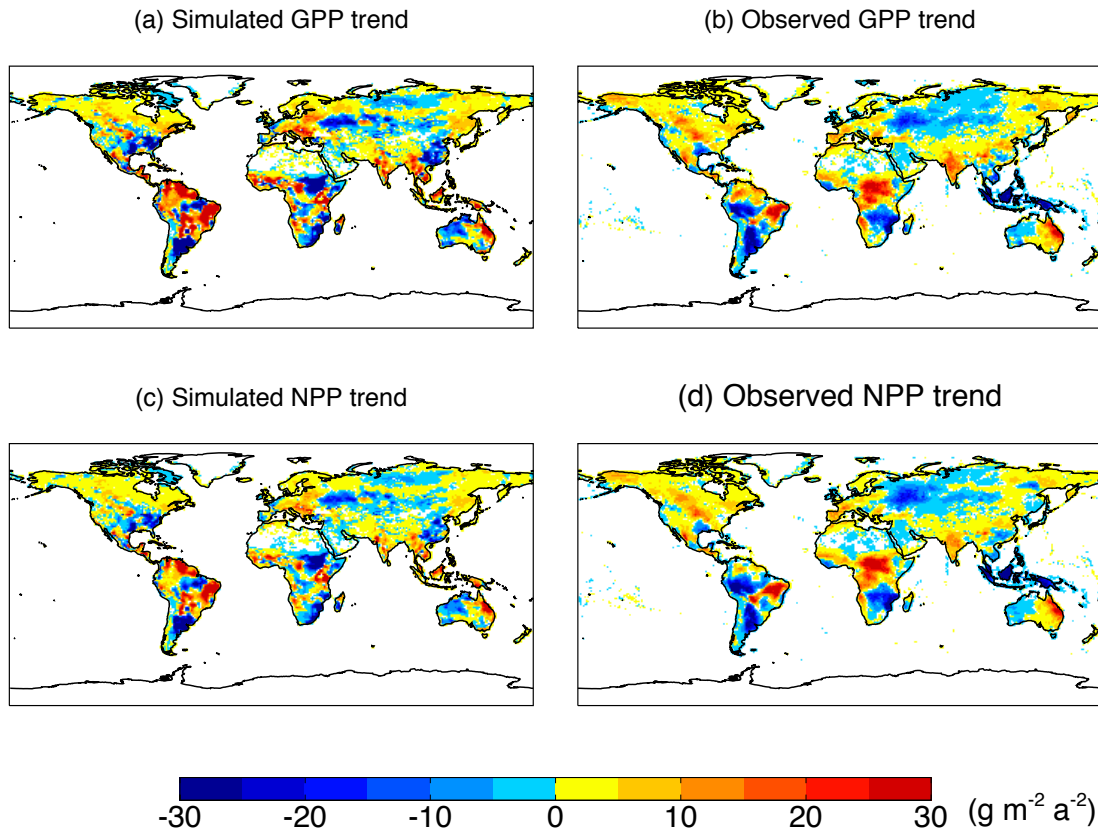 (a) Simulated GPP trend
(b) Observed GPP trend
(c) Simulated NPP trend
(d) Observed NPP trend
-30 -20 -10 0 10 20 30 (g m⁻² a⁻²)